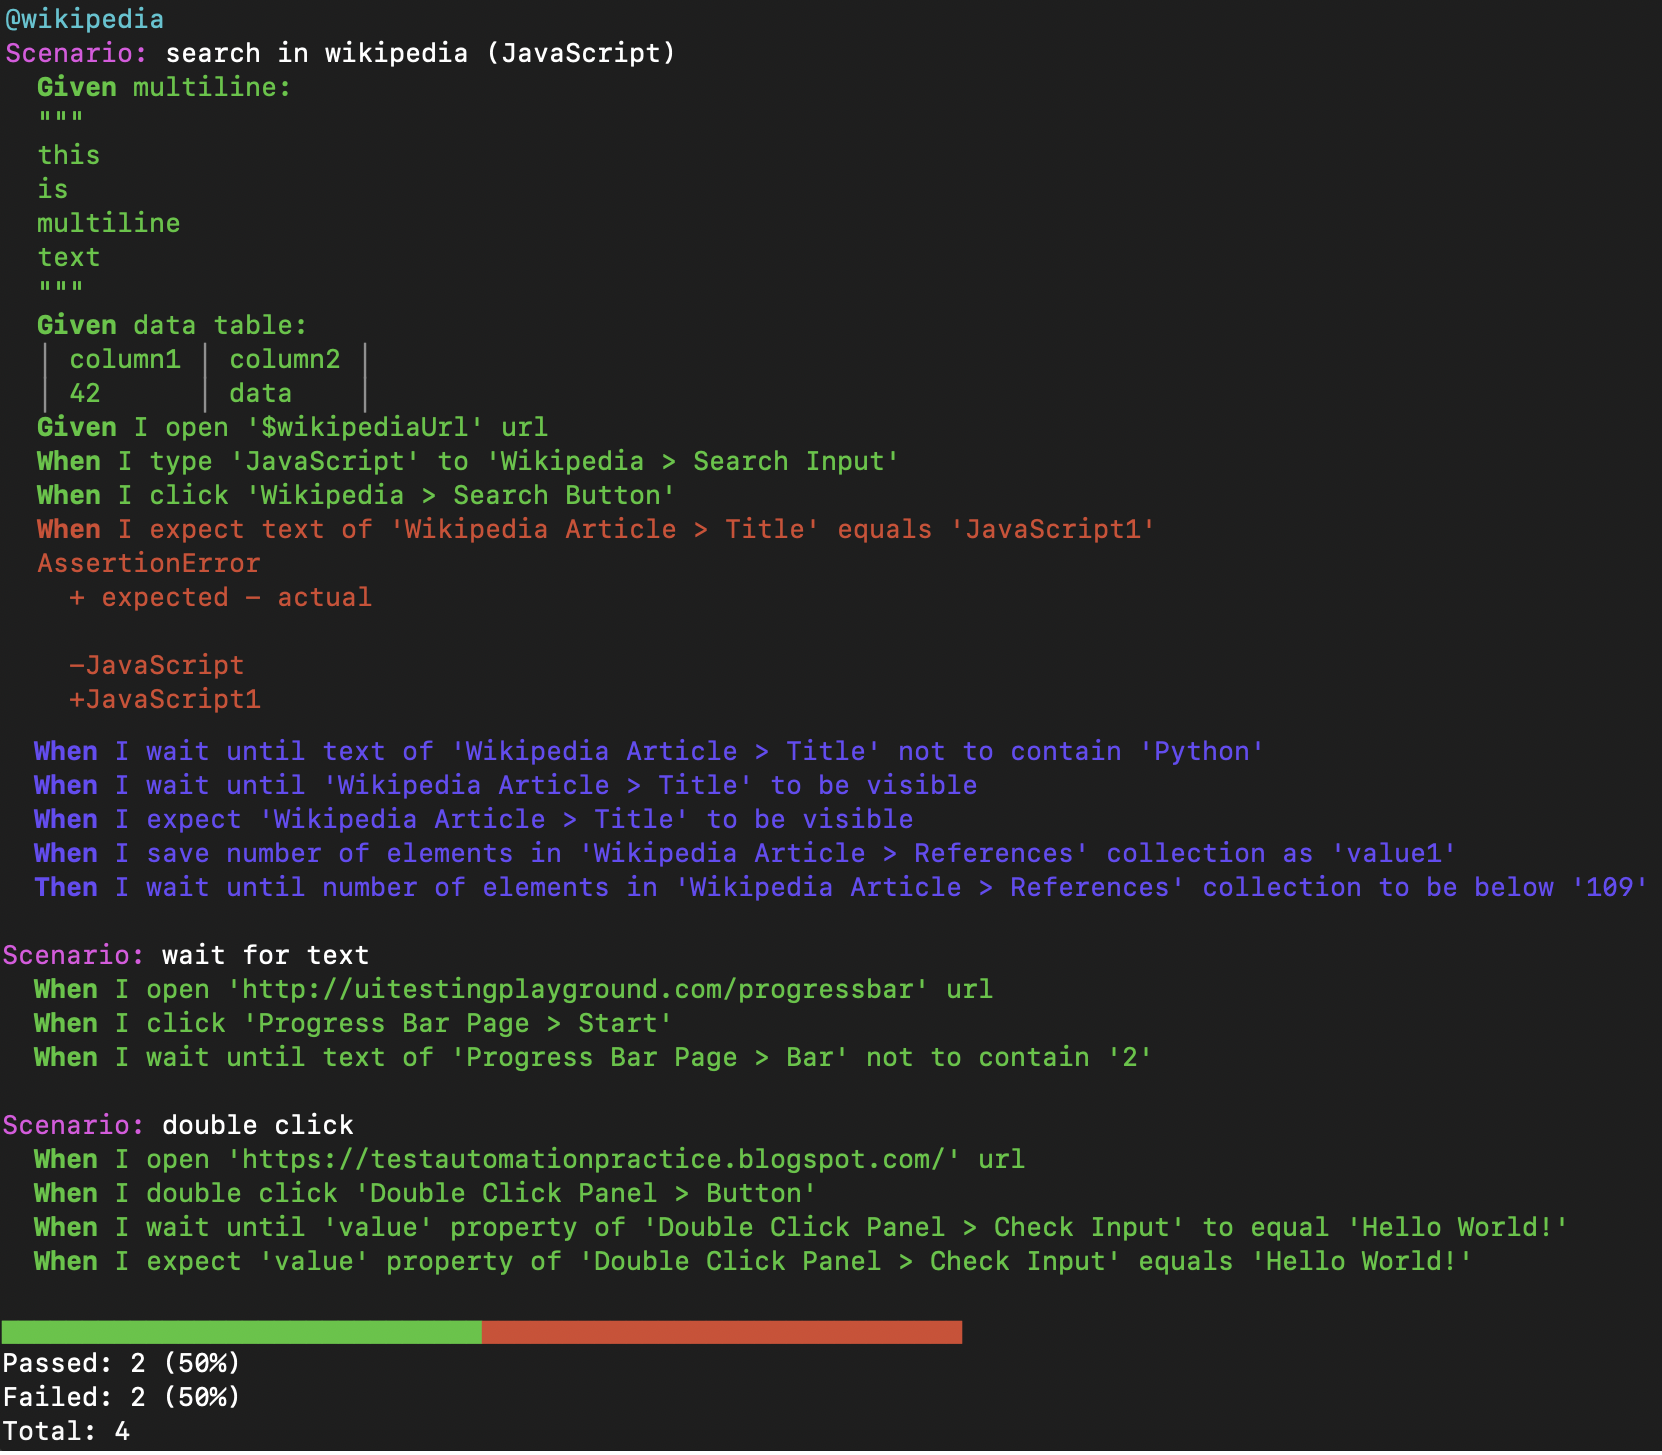 @wikipedia
Scenario: search in wikipedia (JavaScript)
Given multiline:
"""
this
is
multiline
text
"""
Given data table:
│ column1 │ column2 │
│ 42 │ data │
Given I open '$wikipediaUrl' url
When I type 'JavaScript' to 'Wikipedia > Search Input'
When I click 'Wikipedia > Search Button'
When I expect text of 'Wikipedia Article > Title' equals 'JavaScript1'
AssertionError
+ expected - actual
-JavaScript
+JavaScript1
When I wait until text of 'Wikipedia Article > Title' not to contain 'Python'
When I wait until 'Wikipedia Article > Title' to be visible
When I expect 'Wikipedia Article > Title' to be visible
When I save number of elements in 'Wikipedia Article > References' collection as 'value1'
Then I wait until number of elements in 'Wikipedia Article > References' collection to be below '109'
Scenario: wait for text
When I open 'http://uitestingplayground.com/progressbar' url
When I click 'Progress Bar Page > Start'
When I wait until text of 'Progress Bar Page > Bar' not to contain '2'
Scenario: double click
When I open 'https://testautomationpractice.blogspot.com/' url
When I double click 'Double Click Panel > Button'
When I wait until 'value' property of 'Double Click Panel > Check Input' to equal 'Hello World!'
When I expect 'value' property of 'Double Click Panel > Check Input' equals 'Hello World!'
Passed: 2 (50%)
Failed: 2 (50%)
Total: 4